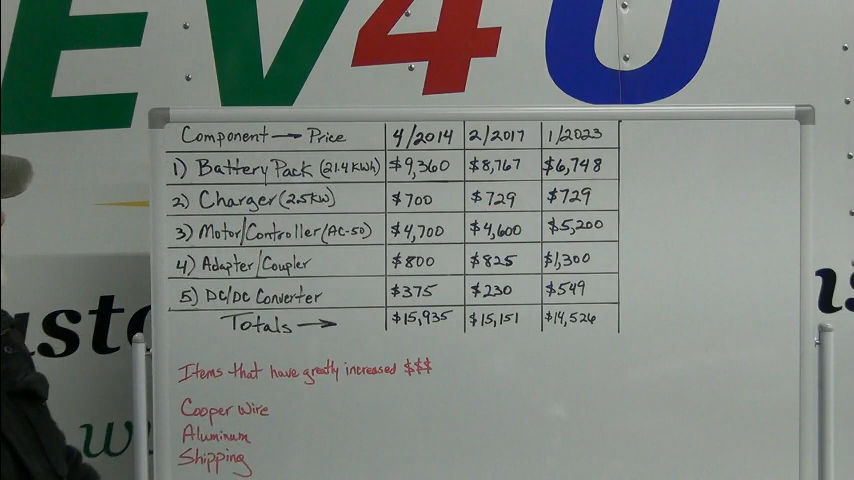 EV4U
Component → Price 4/2014 2/2017 1/2023
1) Battery Pack (21.4 KWh) $9,360 $8,767 $6,748
2) Charger (2.5KW) $700 $729 $729
3) Motor/Controller (AC-50) $4,700 $4,600 $5,200
4) Adapter/Coupler $800 $825 $1,300
5) DC/DC Converter $375 $230 $549
Totals → $15,935 $15,151 $14,526
Items that have greatly increased $$$
Cooper Wire
Aluminum
Shipping